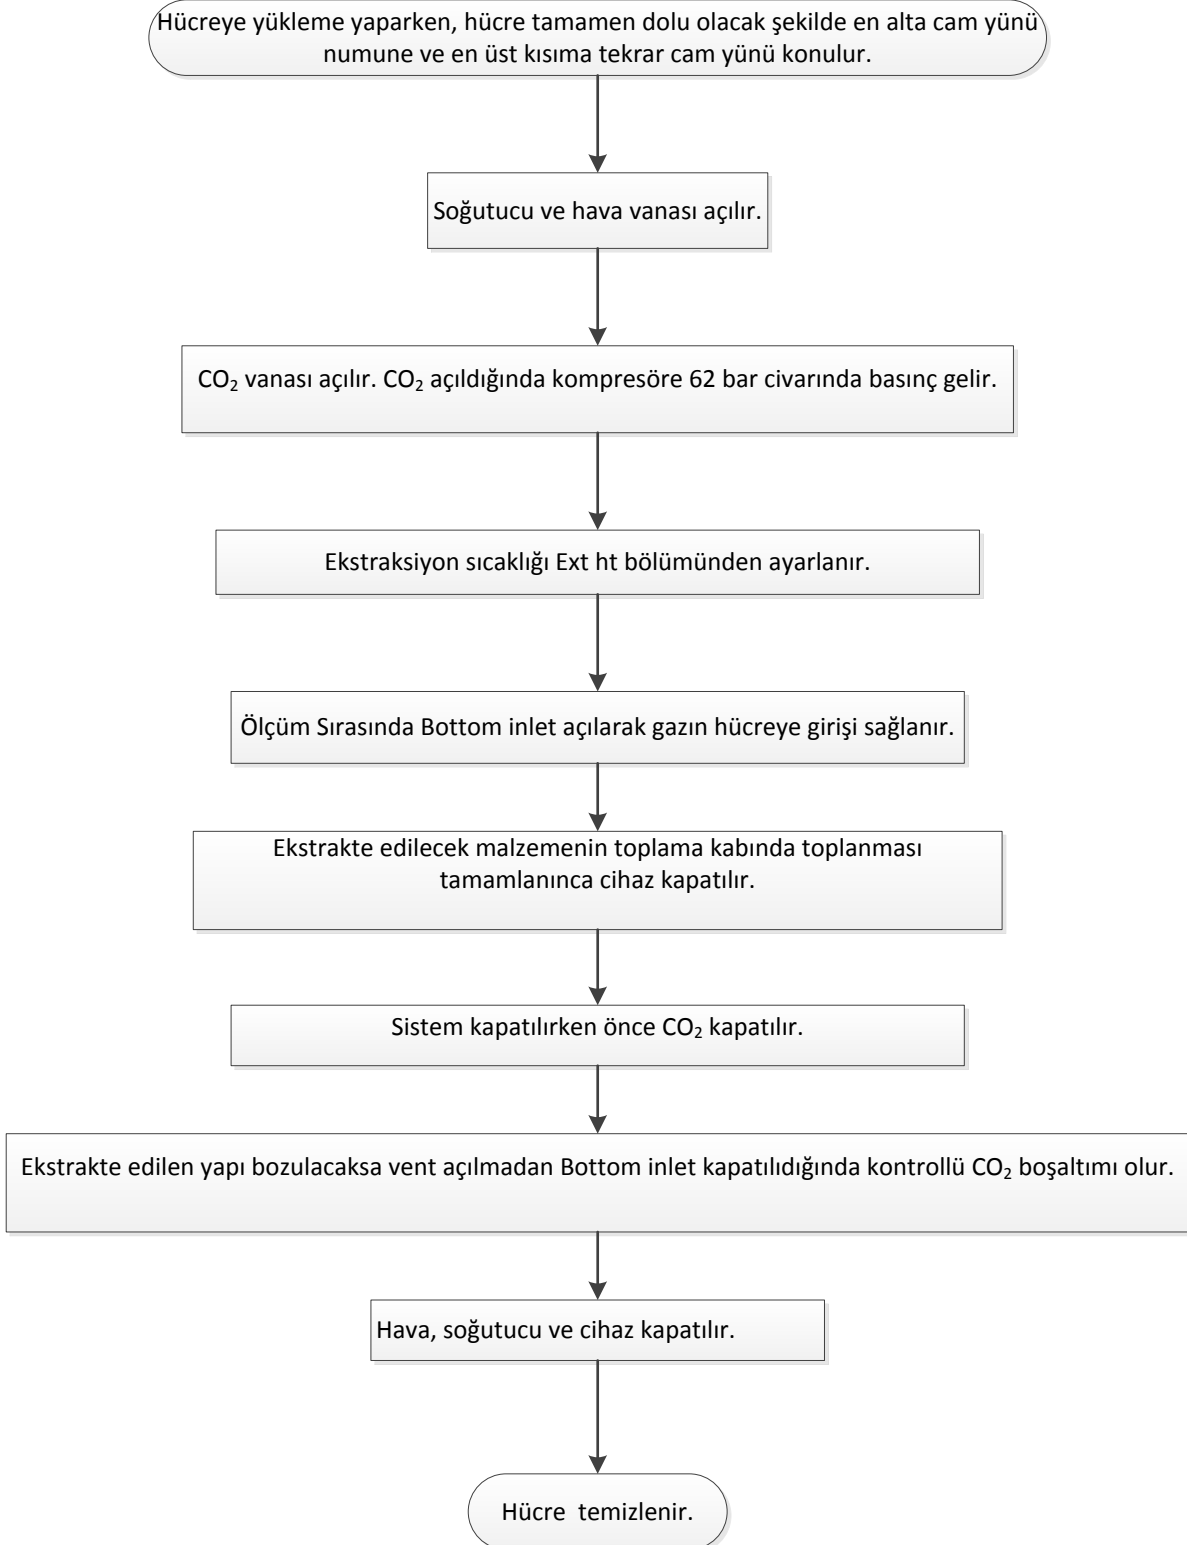 Hücreye yükleme yaparken, hücre tamamen dolu olacak şekilde en alta cam yünü
numune ve en üst kısıma tekrar cam yünü konulur.
Soğutucu ve hava vanası açılır.
CO₂ vanası açılır. CO₂ açıldığında kompresöre 62 bar civarında basınç gelir.
Ekstraksiyon sıcaklığı Ext ht bölümünden ayarlanır.
Ölçüm Sırasında Bottom inlet açılarak gazın hücreye girişi sağlanır.
Ekstrakte edilecek malzemenin toplama kabında toplanması
tamamlanınca cihaz kapatılır.
Sistem kapatılırken önce CO₂ kapatılır.
Ekstrakte edilen yapı bozulacaksa vent açılmadan Bottom inlet kapatılıdığında kontrollü CO₂ boşaltımı olur.
Hava, soğutucu ve cihaz kapatılır.
Hücre temizlenir.